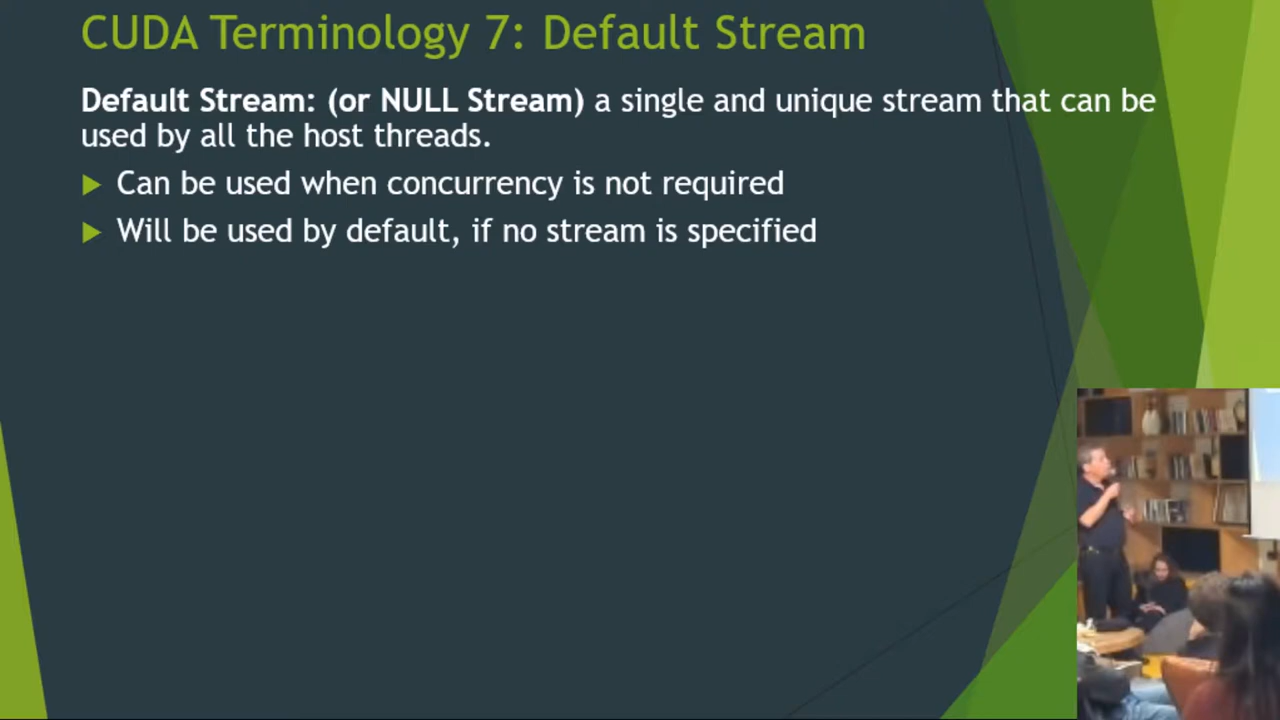 CUDA Terminology 7: Default Stream
Default Stream: (or NULL Stream) a single and unique stream that can be
used by all the host threads.
Can be used when concurrency is not required
Will be used by default, if no stream is specified